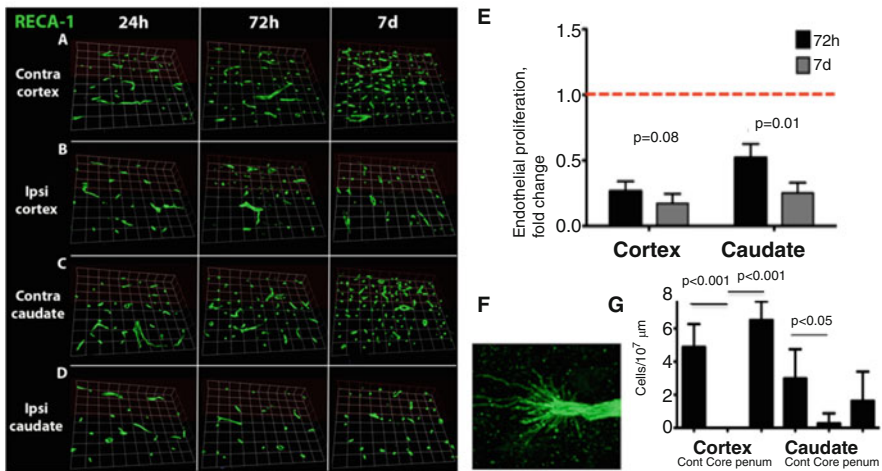 RECA-1 24h 72h 7d
A
Contra
cortex
B
Ipsi
cortex
C
Contra
caudate
D
Ipsi
caudate
E
Endothelial proliferation,
fold change
1.5
1.0
0.5
0.0
72h
7d
p=0.08
p=0.01
Cortex Caudate
F
G
Cells/10⁷ μm
8
6
4
2
0
p<0.001
p<0.001
p<0.05
Cortex Caudate
Cont Core penum Cont Core penum